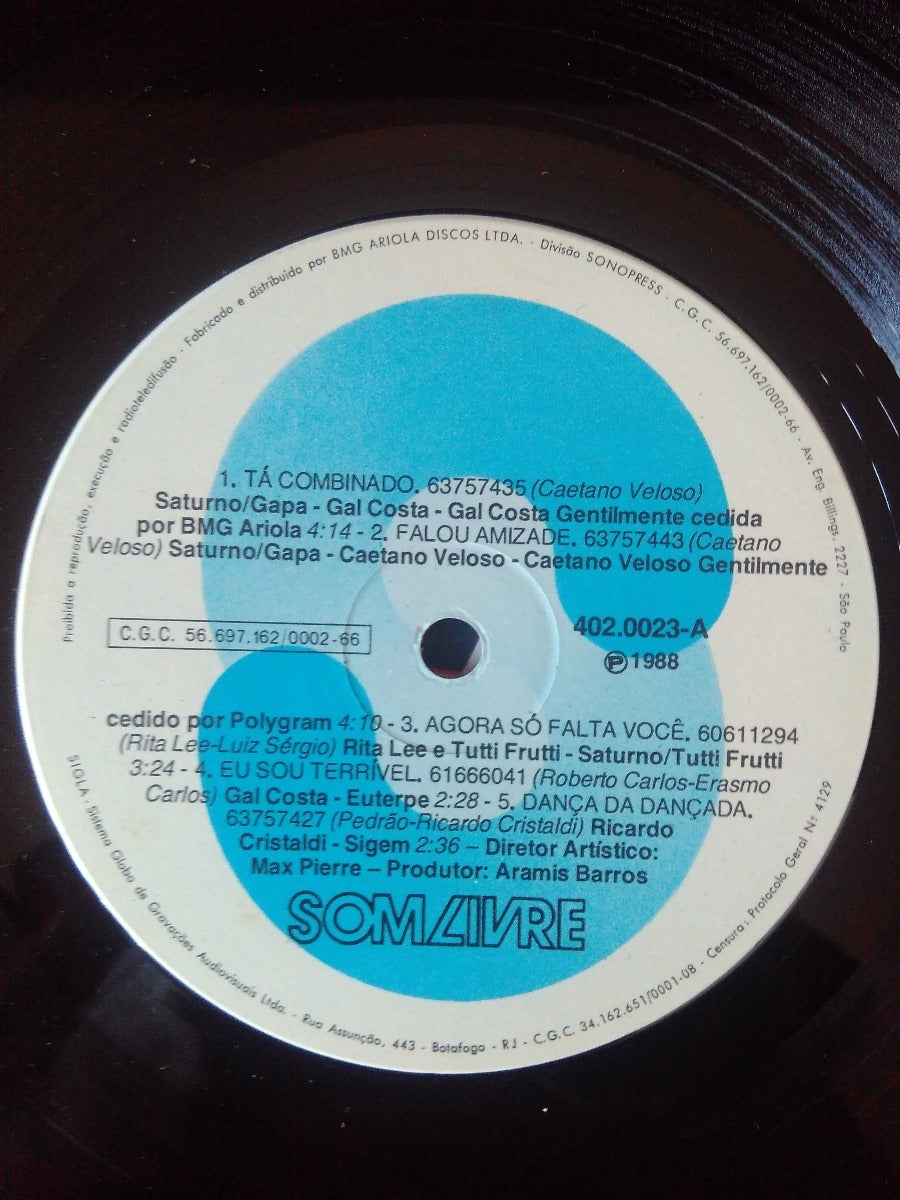 Proibida a reprodução, execução e radioteledifusão · Fabricado e distribuido por BMG ARIOLA DISCOS LTDA. · Divisão SONOPRESS · C.G.C. 56.697.162/0002-66 · Av. Eng. Billings, 2227 - São Paulo
1. TÁ COMBINADO. 63757435 (Caetano Veloso)
Saturno/Gapa - Gal Costa - Gal Costa Gentilmente cedida
por BMG Ariola 4:14 - 2. FALOU AMIZADE. 63757443 (Caetano
Veloso) Saturno/Gapa - Caetano Veloso - Caetano Veloso Gentilmente
C.G.C. 56.697.162/0002-66
402.0023-A
℗ 1988
cedido por Polygram 4:10 - 3. AGORA SÓ FALTA VOCÊ. 60611294
(Rita Lee-Luiz Sérgio) Rita Lee e Tutti Frutti - Saturno/Tutti Frutti
3:24 - 4. EU SOU TERRÍVEL. 61666041 (Roberto Carlos-Erasmo
Carlos) Gal Costa - Euterpe 2:28 - 5. DANÇA DA DANÇADA.
63757427 (Pedrão-Ricardo Cristaldi) Ricardo
Cristaldi - Sigem 2:36 – Diretor Artístico:
Max Pierre – Produtor: Aramis Barros
SOM LIVRE
SIGLA - Sistema Globo de Gravações Audiovisuais Ltda. - Rua Assunção, 443 - Botafogo - RJ - C.G.C. 34.162.651/0001-08 - Censura: Protocolo Geral Nº 4129